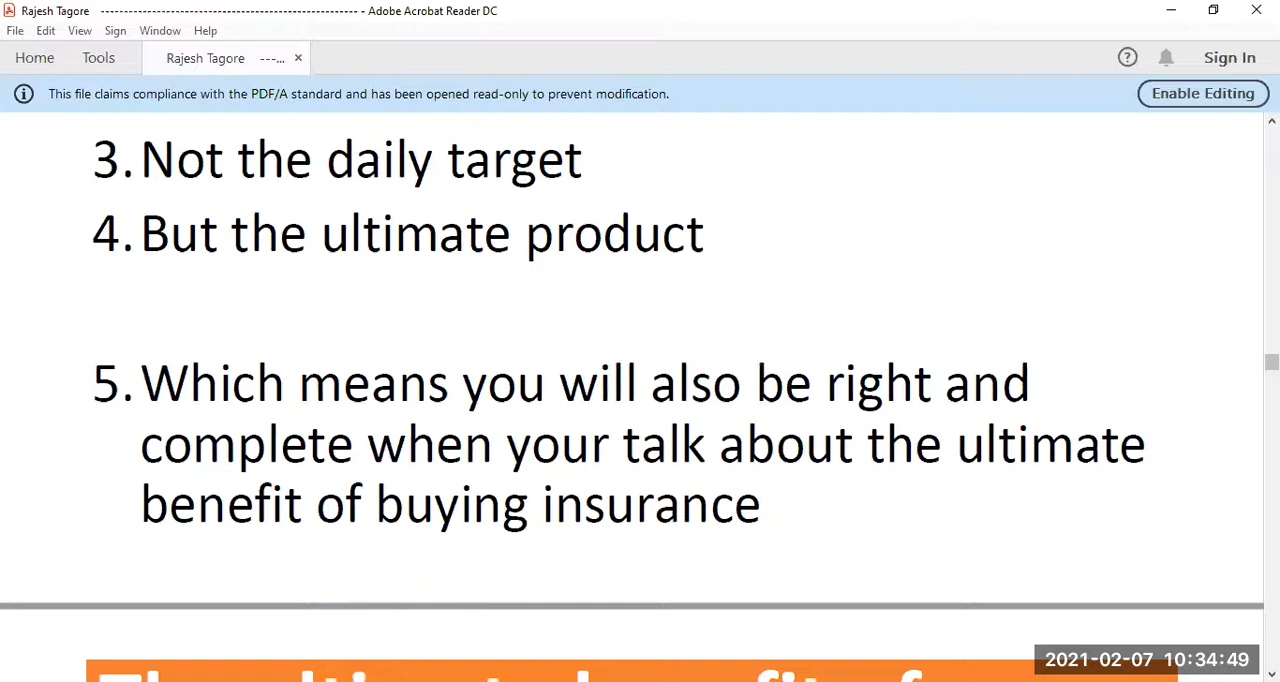 Rajesh Tagore ------------------------------------------------------ - Adobe Acrobat Reader DC
File Edit View Sign Window Help
Home Tools Rajesh Tagore ---... × Sign In
This file claims compliance with the PDF/A standard and has been opened read-only to prevent modification. Enable Editing
3. Not the daily target
4. But the ultimate product
5. Which means you will also be right and
complete when your talk about the ultimate
benefit of buying insurance
2021-02-07 10:34:49